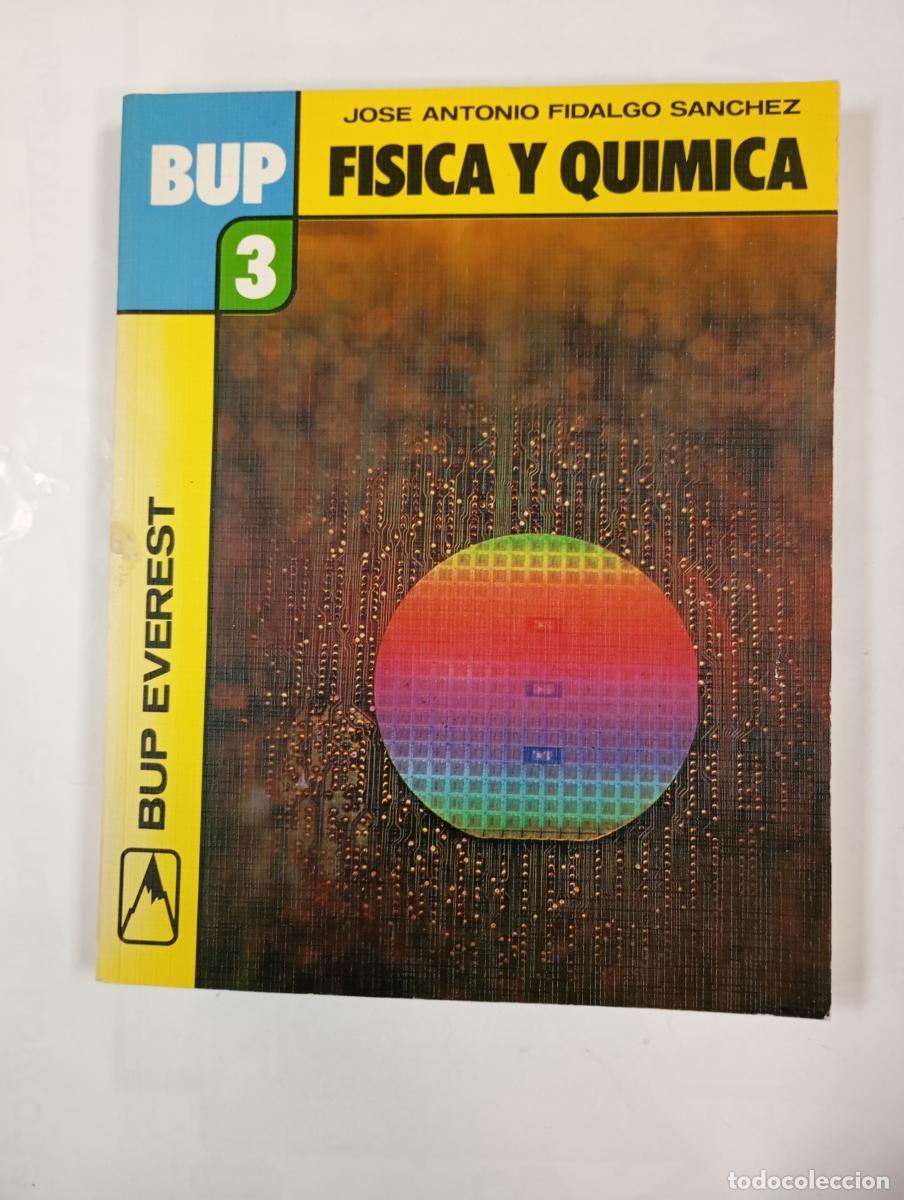 JOSE ANTONIO FIDALGO SANCHEZ
BUP
FISICA Y QUIMICA
3
BUP EVEREST
todocoleccion